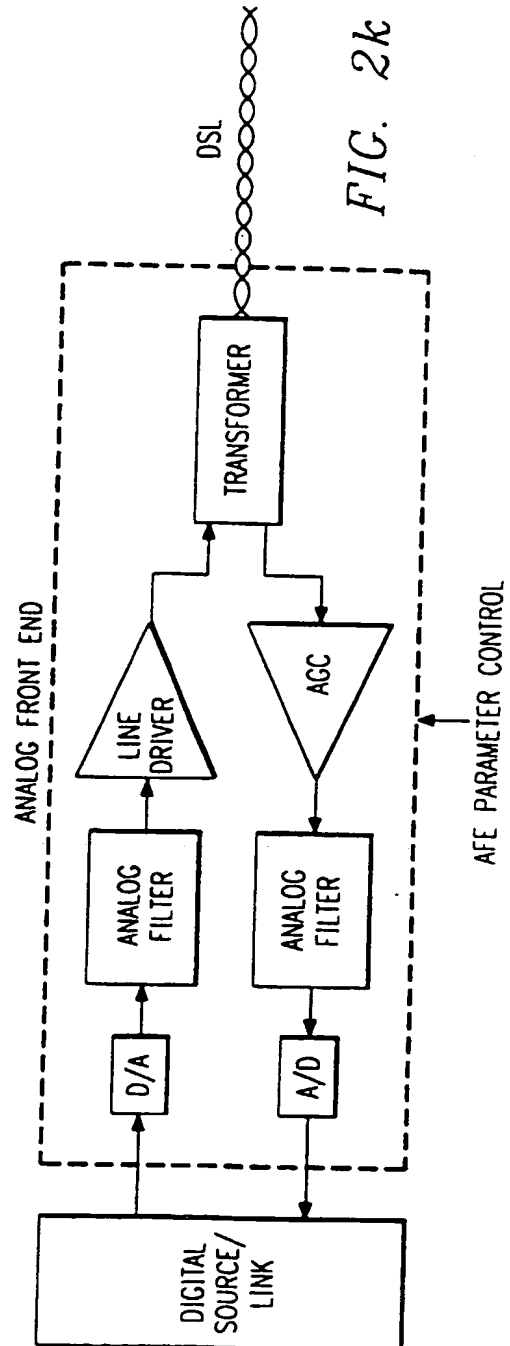 ANALOG FRONT END
DIGITAL
SOURCE/
LINK
D/A
ANALOG
FILTER
LINE
DRIVER
TRANSFORMER
DSL
A/D
ANALOG
FILTER
AGC
AFE PARAMETER CONTROL
FIG. 2k